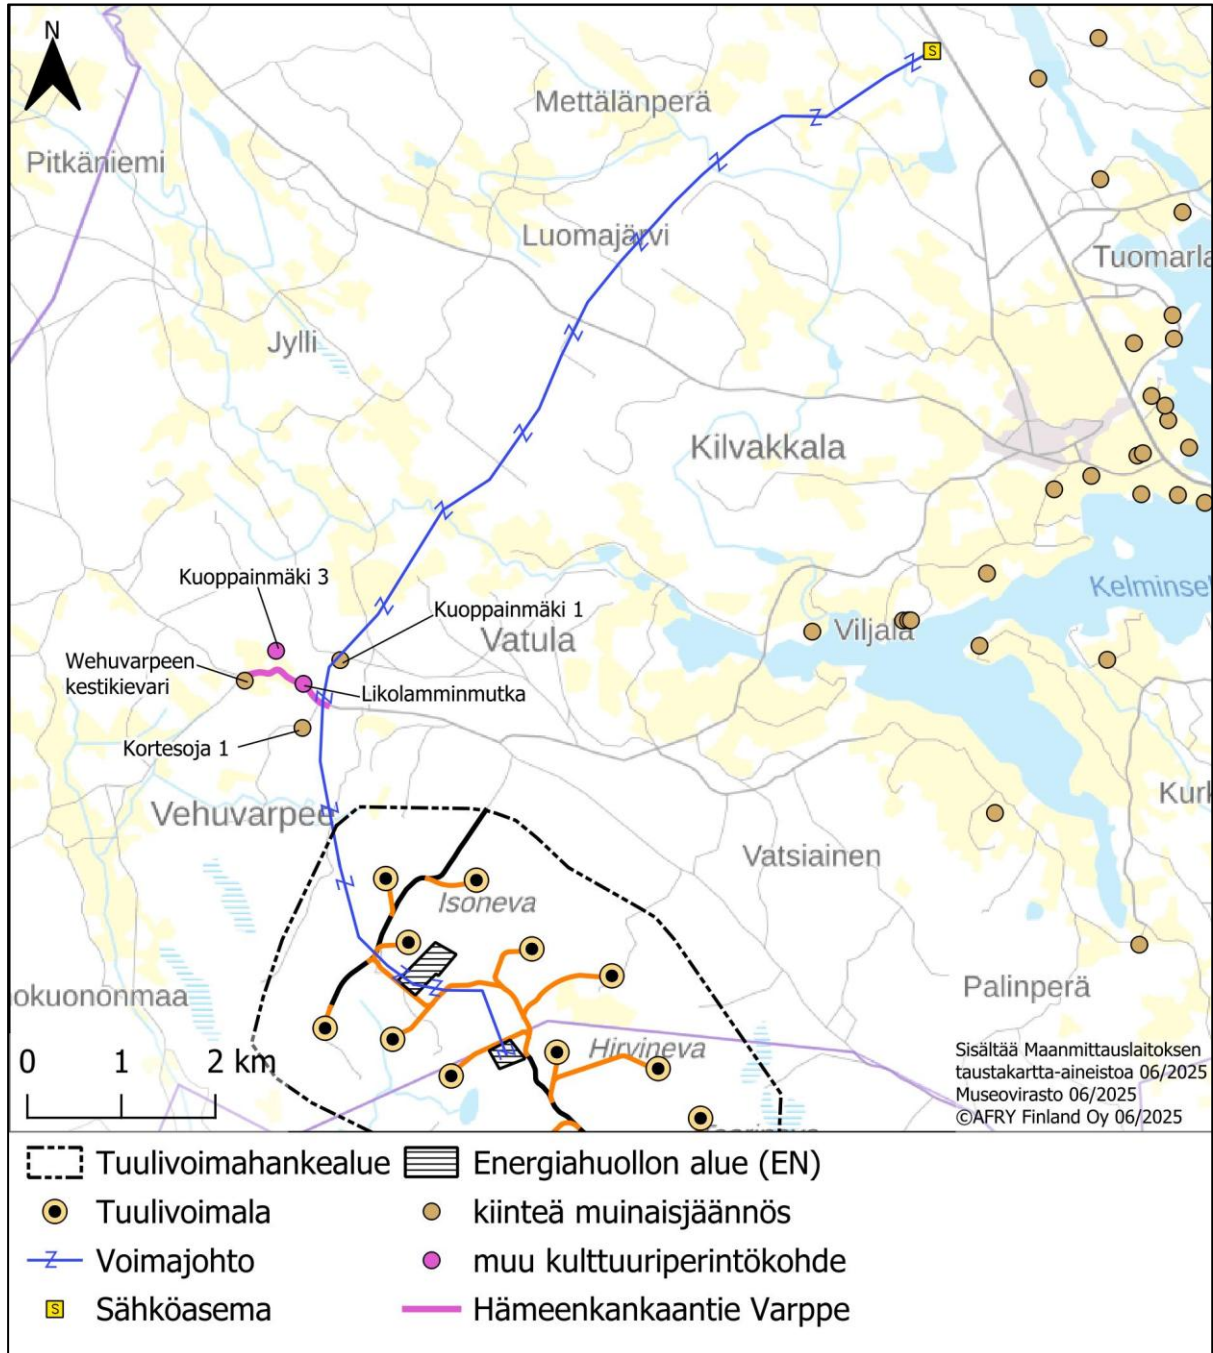 N
Mettälänperä
Pitkäniemi
Luomajärvi
Tuomarla
Jylli
Kilvakkala
Kuoppainmäki 3
Kelminsel
Kuoppainmäki 1
Vatula
Viljala
Wehuvarpeen
kestikievari
Likolamminmutka
Kortesoja 1
Kurk
Vehuvarpee
Vatsiainen
Isoneva
Palinperä
okuononmaa
Hirvineva
0 1 2 km
Sisältää Maanmittauslaitoksen
taustakartta-aineistoa 06/2025
Museovirasto 06/2025
©AFRY Finland Oy 06/2025
Tuulivoimahankealue
Energiahuollon alue (EN)
Tuulivoimala
kiinteä muinaisjäännös
Voimajohto
muu kulttuuriperintökohde
S
Sähköasema
Hämeenkankaantie Varppe